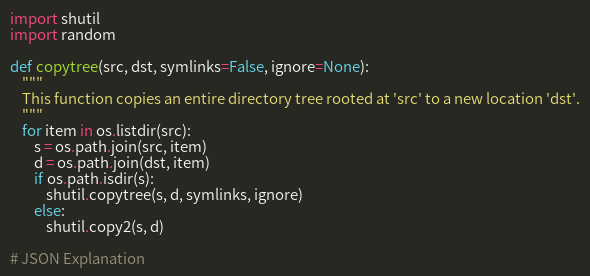 import shutil
import random

def copytree(src, dst, symlinks=False, ignore=None):
    """
    This function copies an entire directory tree rooted at 'src' to a new location 'dst'.
    """
    for item in os.listdir(src):
        s = os.path.join(src, item)
        d = os.path.join(dst, item)
        if os.path.isdir(s):
            shutil.copytree(s, d, symlinks, ignore)
        else:
            shutil.copy2(s, d)

# JSON Explanation